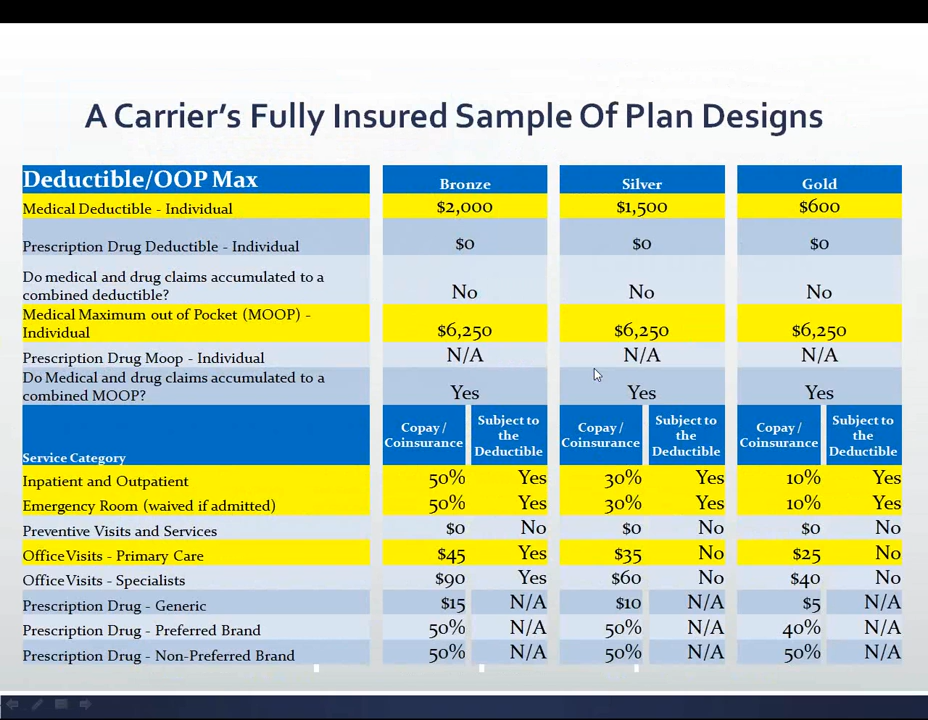 A Carrier's Fully Insured Sample Of Plan Designs
Deductible/OOP Max Bronze Silver Gold
Medical Deductible - Individual $2,000 $1,500 $600
Prescription Drug Deductible - Individual $0 $0 $0
Do medical and drug claims accumulated to a
combined deductible? No No No
Medical Maximum out of Pocket (MOOP) -
Individual $6,250 $6,250 $6,250
Prescription Drug Moop - Individual N/A N/A N/A
Do Medical and drug claims accumulated to a
combined MOOP? Yes Yes Yes
Service Category Copay / Coinsurance Subject to the Deductible Copay / Coinsurance Subject to the Deductible Copay / Coinsurance Subject to the Deductible
Inpatient and Outpatient 50% Yes 30% Yes 10% Yes
Emergency Room (waived if admitted) 50% Yes 30% Yes 10% Yes
Preventive Visits and Services $0 No $0 No $0 No
Office Visits - Primary Care $45 Yes $35 No $25 No
Office Visits - Specialists $90 Yes $60 No $40 No
Prescription Drug - Generic $15 N/A $10 N/A $5 N/A
Prescription Drug - Preferred Brand 50% N/A 50% N/A 40% N/A
Prescription Drug - Non-Preferred Brand 50% N/A 50% N/A 50% N/A